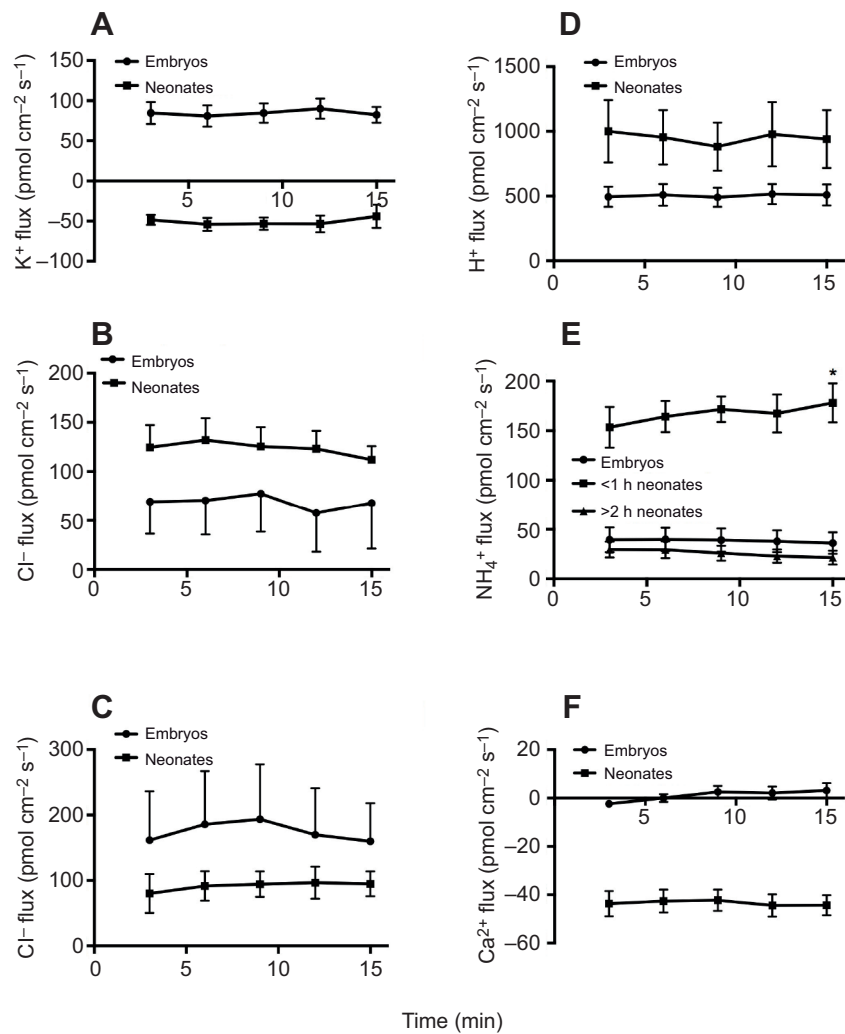 A
Embryos
Neonates
K⁺ flux (pmol cm⁻² s⁻¹)
150
100
50
0
−50
−100
5
10
15
B
Embryos
Neonates
Cl⁻ flux (pmol cm⁻² s⁻¹)
200
150
100
50
0
0
5
10
15
C
Embryos
Neonates
Cl⁻ flux (pmol cm⁻² s⁻¹)
300
200
100
0
0
5
10
15
D
Embryos
Neonates
H⁺ flux (pmol cm⁻² s⁻¹)
1500
1000
500
0
0
5
10
15
E
*
Embryos
<1 h neonates
>2 h neonates
NH₄⁺ flux (pmol cm⁻² s⁻¹)
200
150
100
50
0
0
5
10
15
F
Embryos
Neonates
Ca²⁺ flux (pmol cm⁻² s⁻¹)
20
0
−20
−40
−60
5
10
15
Time (min)